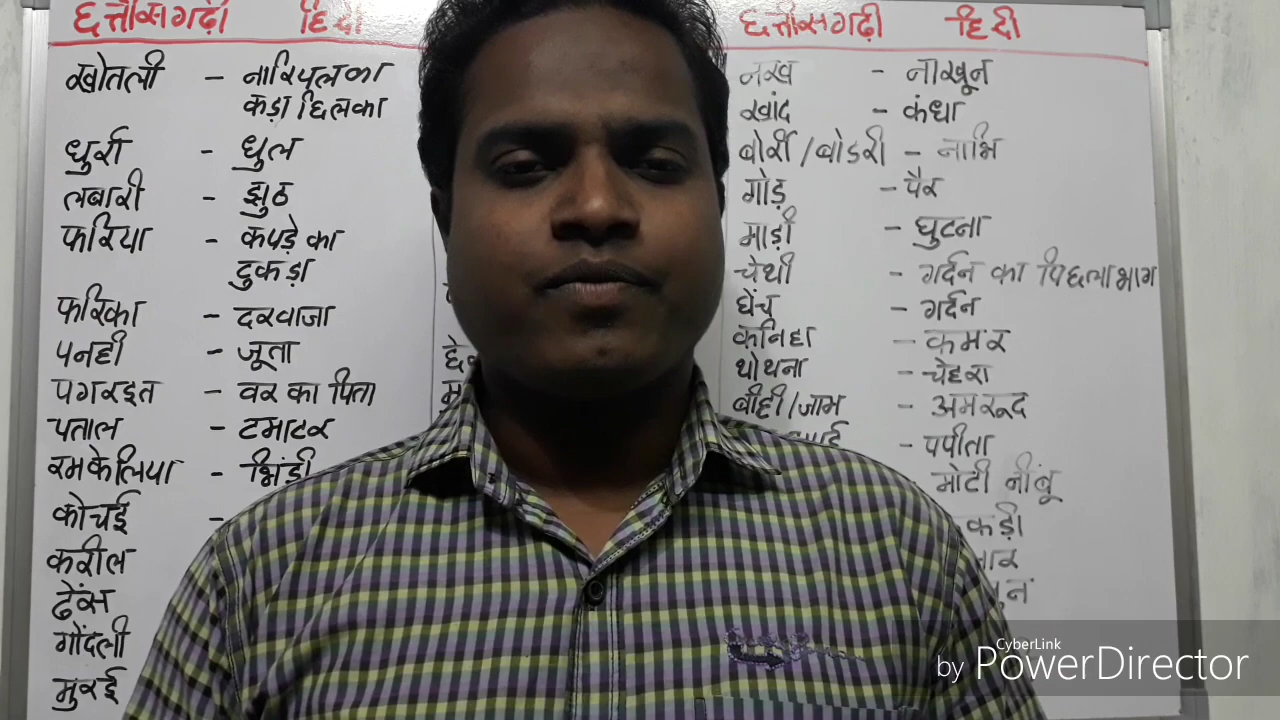 छत्तीसगढ़ी हिंदी
खोतली - नारियल का
कड़ा छिलका
धुर्री - धुल
लबारी - झुठ
फरिया - कपड़े का
टुकड़ा
फरिका - दरवाजा
पनही - जूता
पगरइत - वर का पिता
पताल - टमाटर
रमकेलिया - भिंडी
कोचई -
करील
ढेंस
गोंदली
मुरई
छत्तीसगढ़ी हिंदी
नख - नाखून
खांद - कंधा
बोर्री/बोडरी - नाभि
गोड़ - पैर
माड़ी - घुटना
चेथी - गर्दन का पिछला भाग
घेंच - गर्दन
कनिहा - कमर
थोथना - चेहरा
बीही/जाम - अमरूद
- पपीता
मोटी नींबू
CyberLink
by PowerDirector